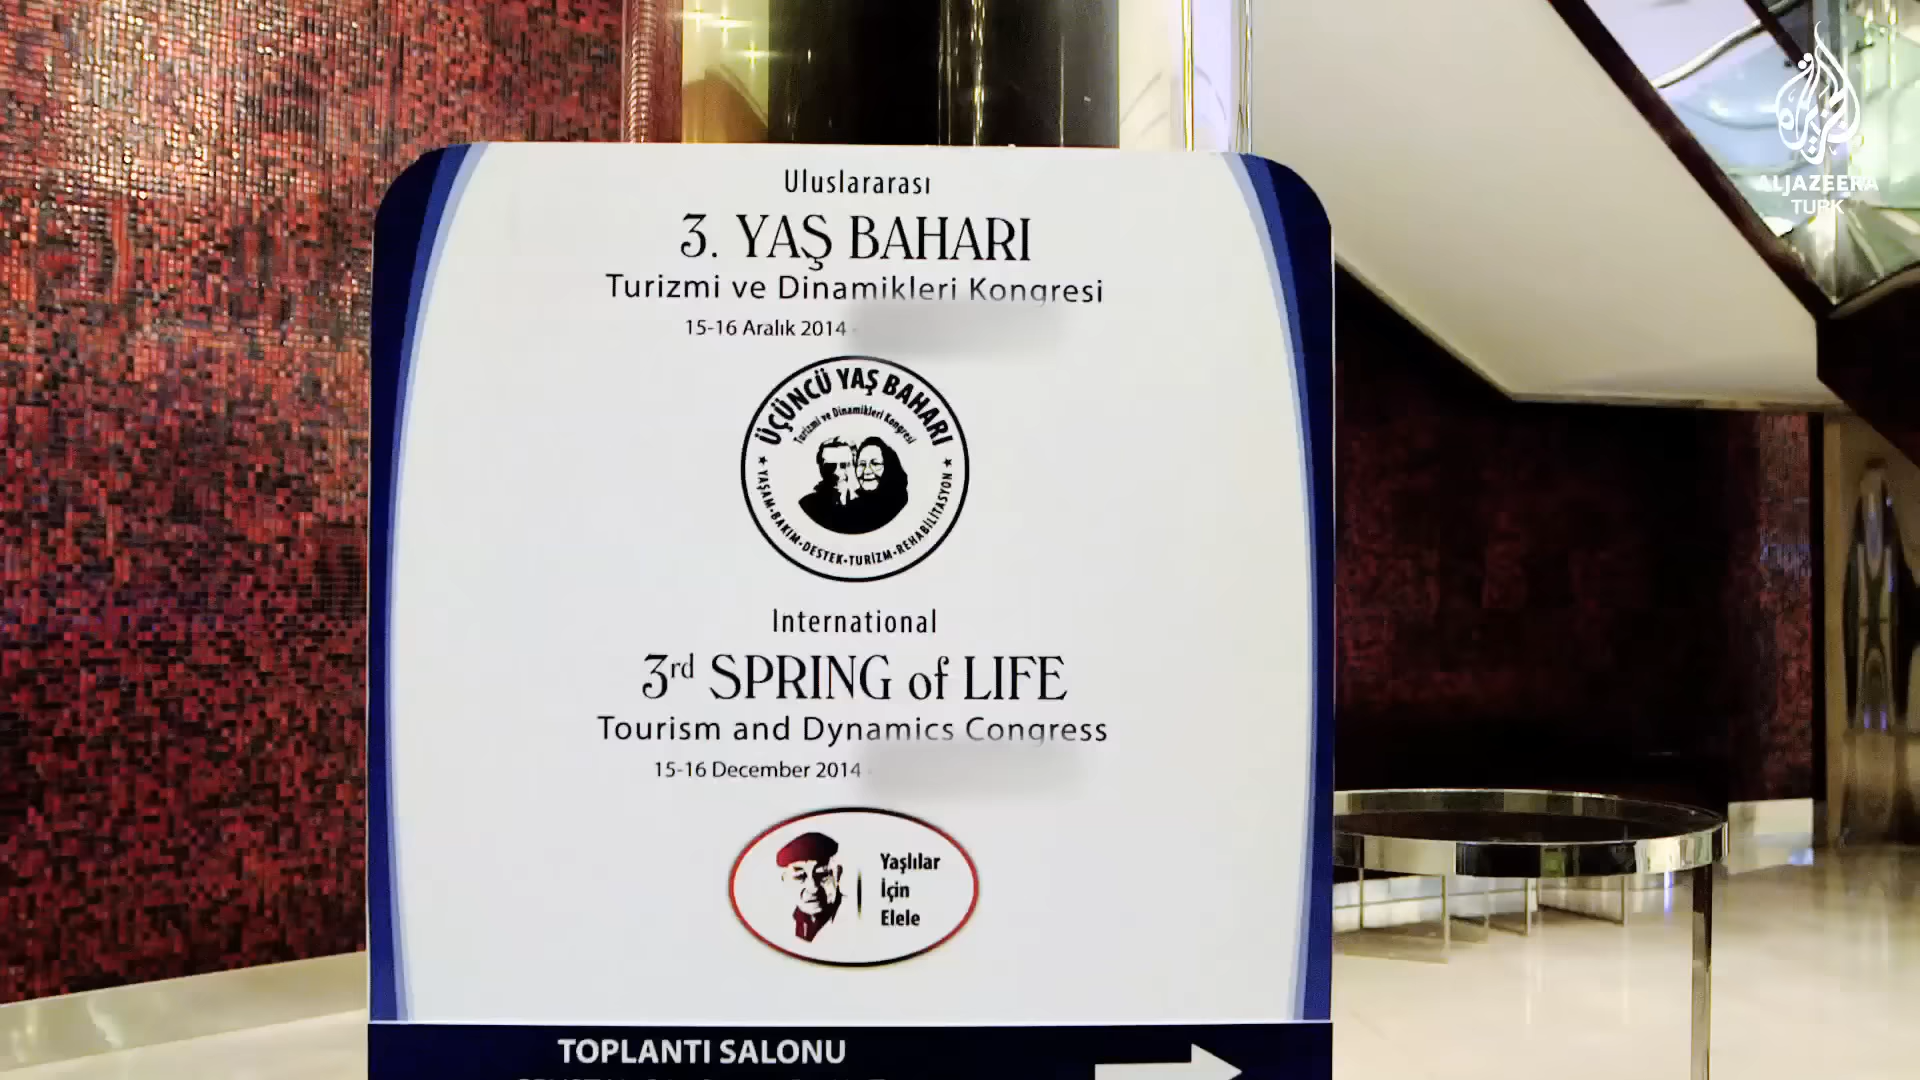 ALJAZEERA
TURK
Uluslararası
3. YAŞ BAHARI
Turizmi ve Dinamikleri Kongresi
15-16 Aralık 2014 -
ÜÇÜNCÜ YAŞ BAHARI
Turizmi ve Dinamikleri Kongresi
★ YAŞAM•BAKIM•DESTEK•TURİZM•REHABİLİTASYON ★
International
3rd SPRING of LIFE
Tourism and Dynamics Congress
15-16 December 2014 -
Yaşlılar
İçin
Elele
TOPLANTI SALONU